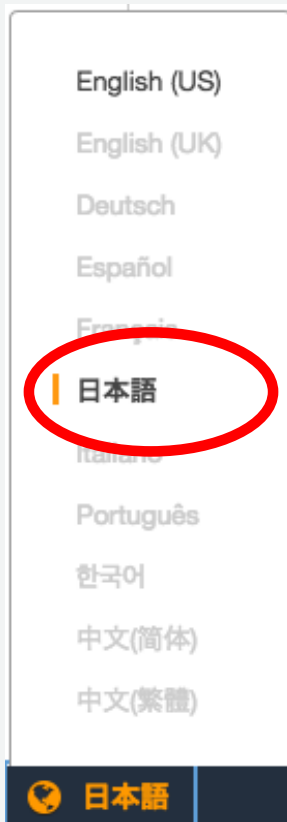 English (US)
English (UK)
Deutsch
Español
Français
日本語
Italiano
Português
한국어
中文(简体)
中文(繁體)
日本語